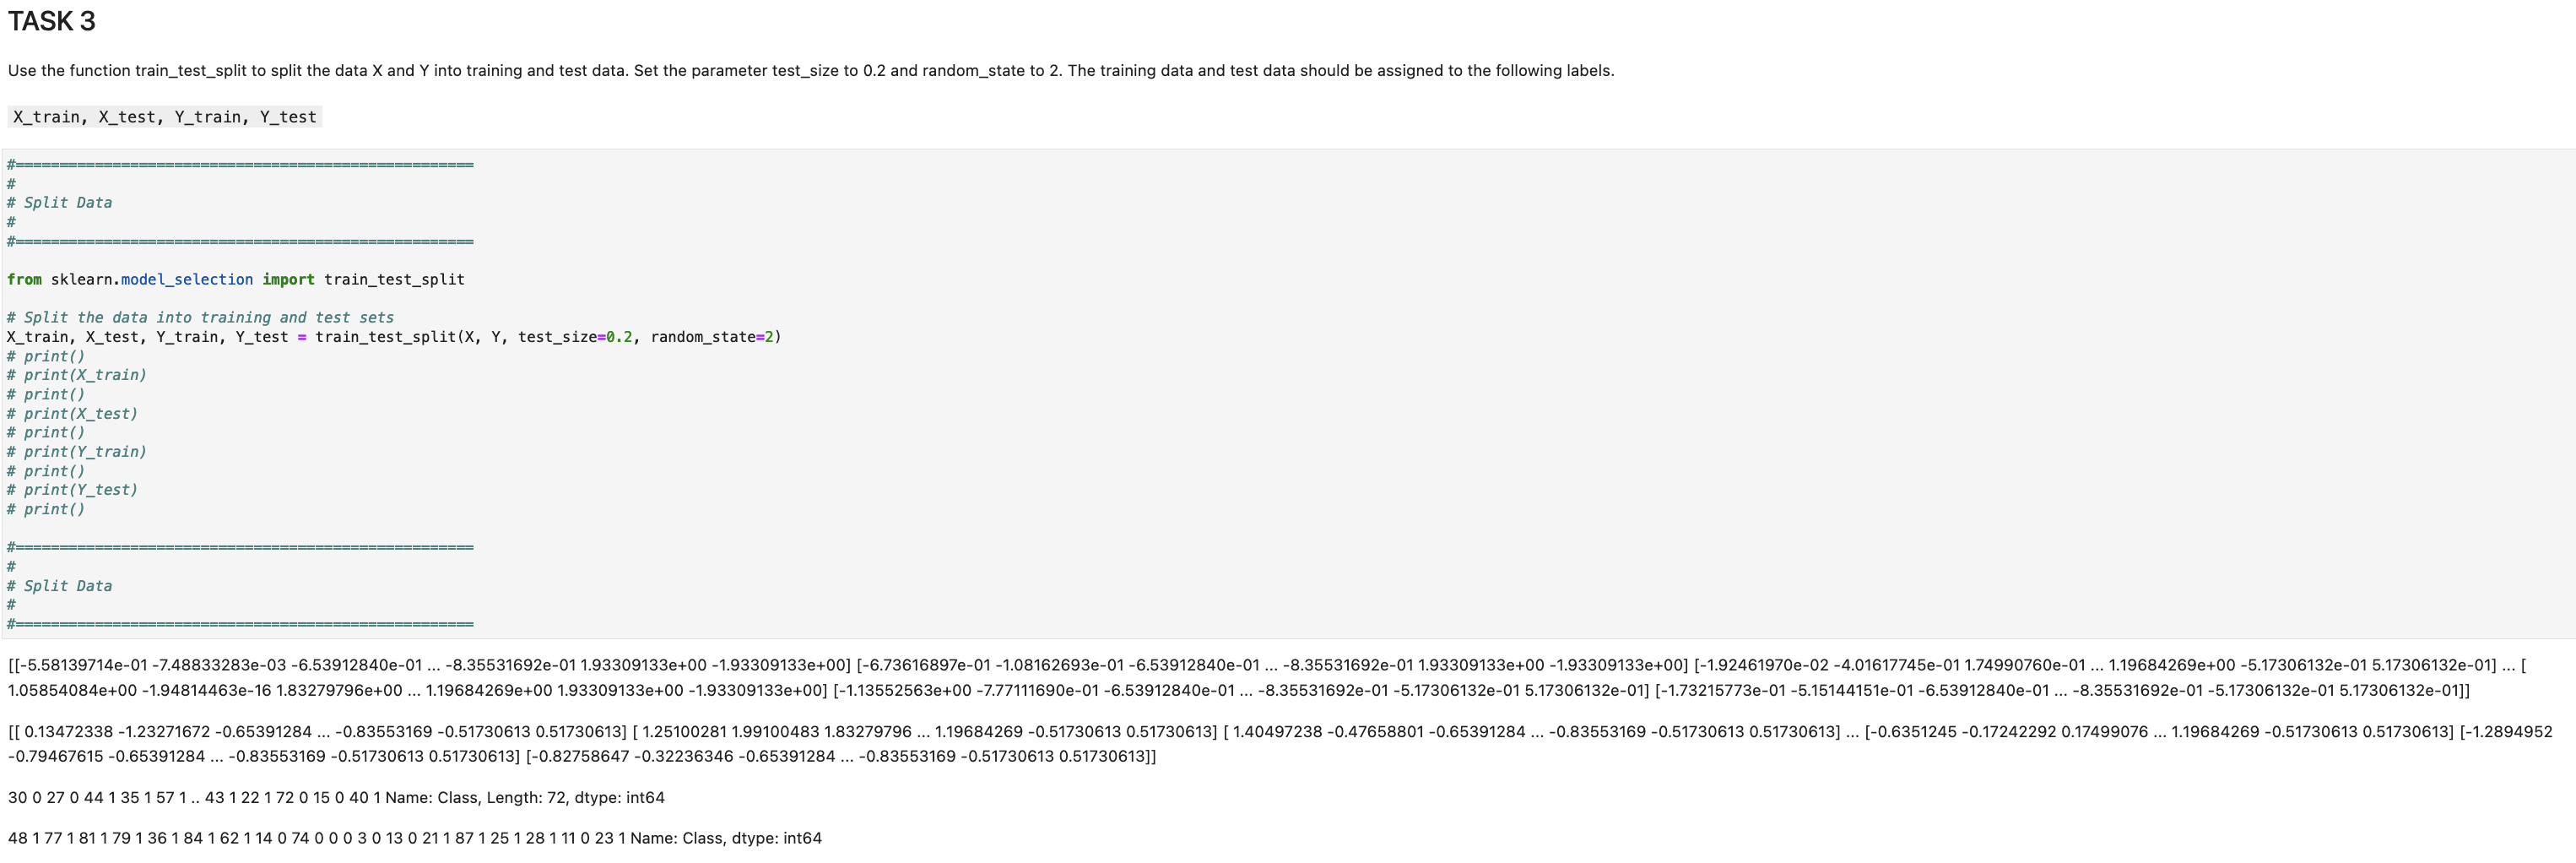 TASK 3
Use the function train_test_split to split the data X and Y into training and test data. Set the parameter test_size to 0.2 and random_state to 2. The training data and test data should be assigned to the following labels.
X_train, X_test, Y_train, Y_test
#====================================================
#
# Split Data
#
#====================================================
from sklearn.model_selection import train_test_split
# Split the data into training and test sets
X_train, X_test, Y_train, Y_test = train_test_split(X, Y, test_size=0.2, random_state=2)
# print()
# print(X_train)
# print()
# print(X_test)
# print()
# print(Y_train)
# print()
# print(Y_test)
# print()
#====================================================
#
# Split Data
#
#====================================================
[[-5.58139714e-01 -7.48833283e-03 -6.53912840e-01 ... -8.35531692e-01 1.93309133e+00 -1.93309133e+00] [-6.73616897e-01 -1.08162693e-01 -6.53912840e-01 ... -8.35531692e-01 1.93309133e+00 -1.93309133e+00] [-1.92461970e-02 -4.01617745e-01 1.74990760e-01 ... 1.19684269e+00 -5.17306132e-01 5.17306132e-01] ... [
1.05854084e+00 -1.94814463e-16 1.83279796e+00 ... 1.19684269e+00 1.93309133e+00 -1.93309133e+00] [-1.13552563e+00 -7.77111690e-01 -6.53912840e-01 ... -8.35531692e-01 -5.17306132e-01 5.17306132e-01] [-1.73215773e-01 -5.15144151e-01 -6.53912840e-01 ... -8.35531692e-01 -5.17306132e-01 5.17306132e-01]]
[[ 0.13472338 -1.23271672 -0.65391284 ... -0.83553169 -0.51730613 0.51730613] [ 1.25100281 1.99100483 1.83279796 ... 1.19684269 -0.51730613 0.51730613] [ 1.40497238 -0.47658801 -0.65391284 ... -0.83553169 -0.51730613 0.51730613] ... [-0.6351245 -0.17242292 0.17499076 ... 1.19684269 -0.51730613 0.51730613] [-1.2894952
-0.79467615 -0.65391284 ... -0.83553169 -0.51730613 0.51730613] [-0.82758647 -0.32236346 -0.65391284 ... -0.83553169 -0.51730613 0.51730613]]
30 0 27 0 44 1 35 1 57 1 .. 43 1 22 1 72 0 15 0 40 1 Name: Class, Length: 72, dtype: int64
48 1 77 1 81 1 79 1 36 1 84 1 62 1 14 0 74 0 0 0 3 0 13 0 21 1 87 1 25 1 28 1 11 0 23 1 Name: Class, dtype: int64